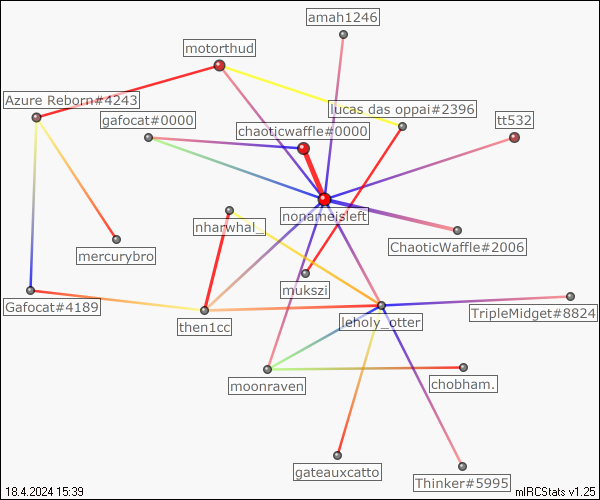 amah1246
motorthud
Azure Reborn#4243
lucas das oppai#2396
gafocat#0000
chaoticwaffle#0000
tt532
nonameisleft
nharwhal_
ChaoticWaffle#2006
mercurybro
mukszi
Gafocat#4189
then1cc
leholy_otter
TripleMidget#8824
moonraven
chobham.
gateauxcatto
Thinker#5995
18.4.2024 15:39
mIRCStats v1.25